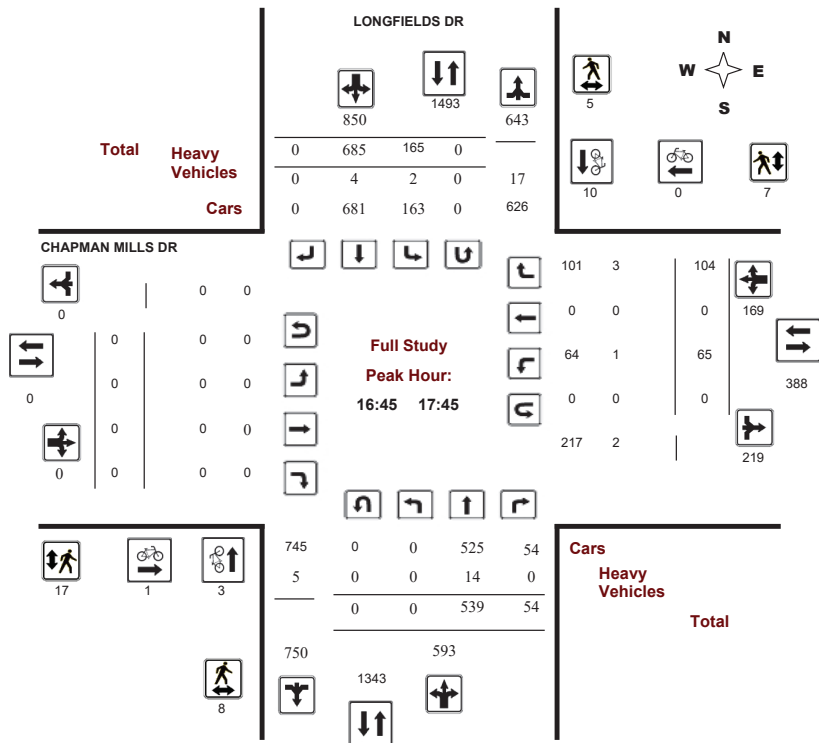 LONGFIELDS DR
N
W E
S
1493
5
850 643
Total Heavy Vehicles
0 685 165 0
0 4 2 0 17
10 0 7
Cars 0 681 163 0 626
CHAPMAN MILLS DR
0 0 0
101 3 104
169
0 0 0
0 0 0
Full Study
Peak Hour:
16:45 17:45
0
0 0 0
64 1 65
388
0 0 0
0 0 0
0 0 0 0
217 2 219
745 0 0 525 54 Cars
5 0 0 14 0 Heavy
Vehicles
17 1 3
0 0 539 54 Total
750 593
1343
8